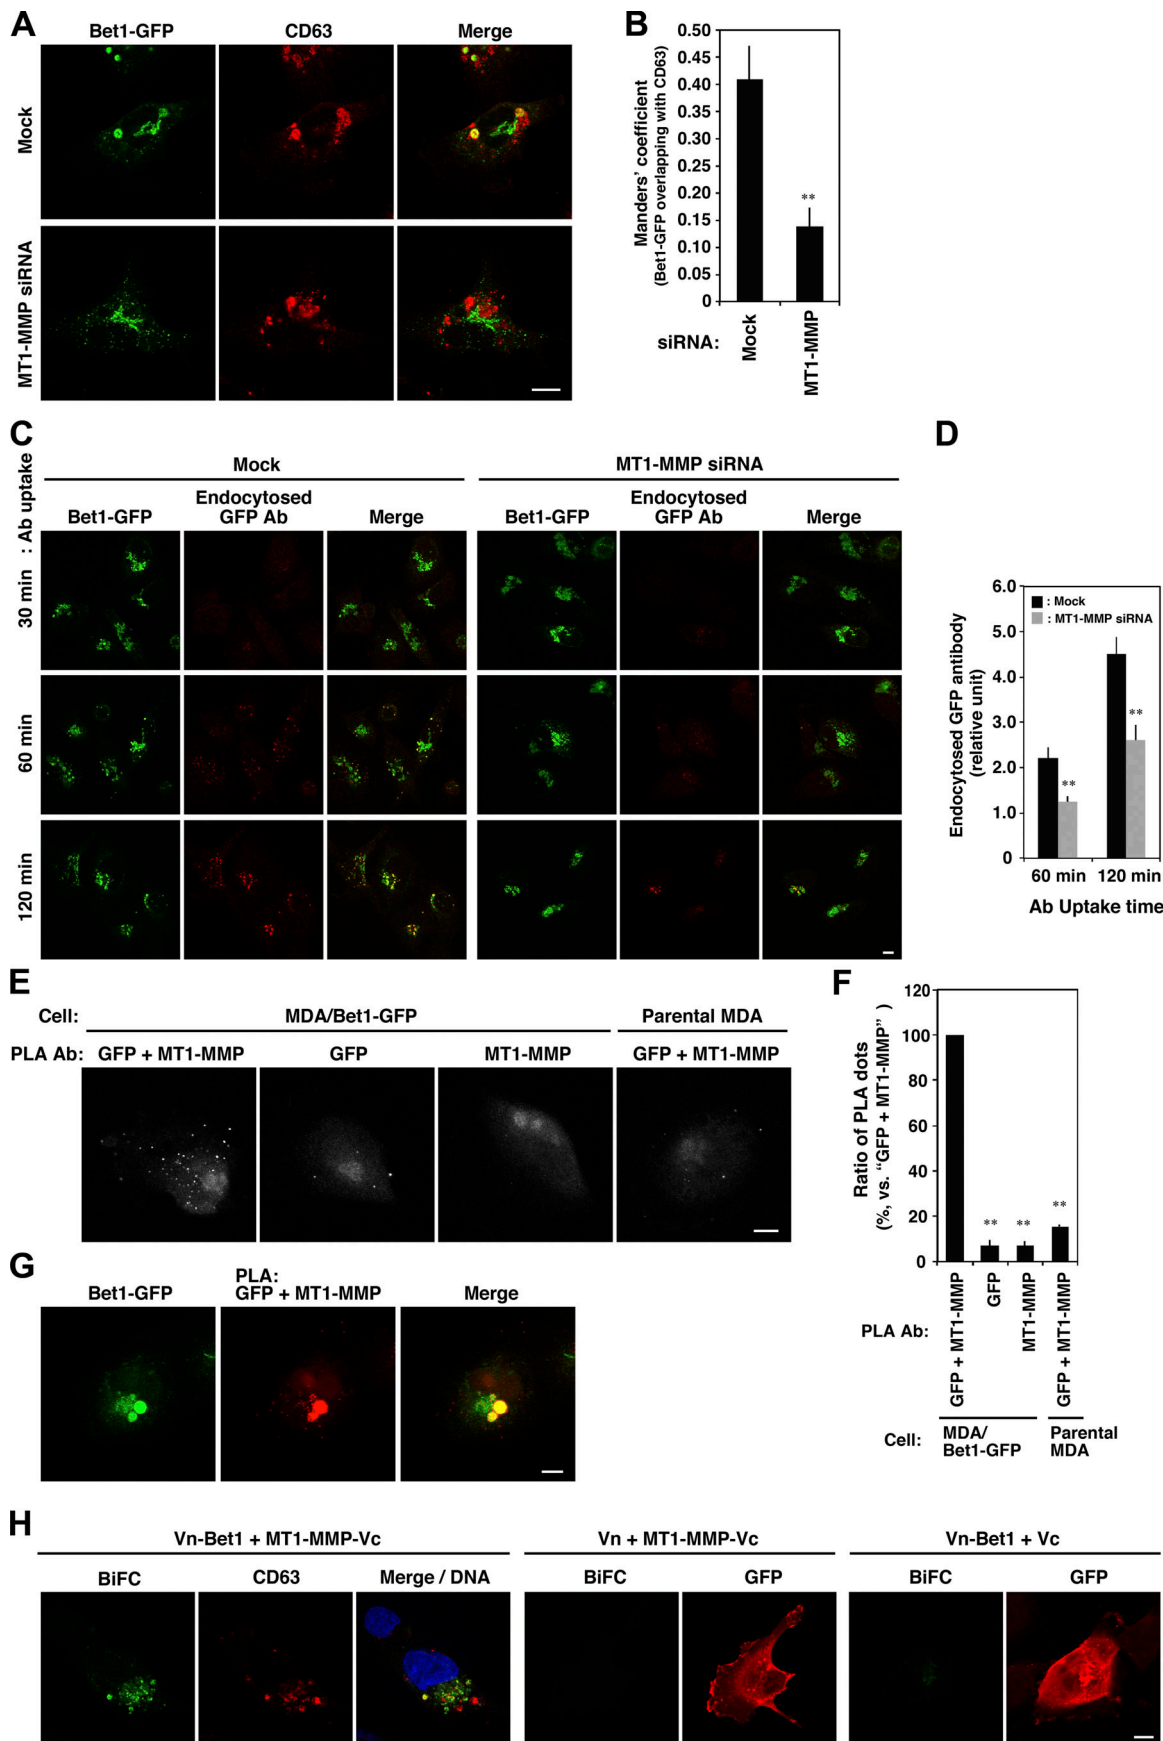 A
Bet1-GFP
CD63
Merge
Mock
MT1-MMP siRNA
B
Manders' coefficient
(Bet1-GFP overlapping with CD63)
0.50
0.45
0.40
0.35
0.30
0.25
0.20
0.15
0.10
0.05
0
**
siRNA:
Mock
MT1-MMP
C
Mock
MT1-MMP siRNA
: Ab uptake
Bet1-GFP
Endocytosed
GFP Ab
Merge
Bet1-GFP
Endocytosed
GFP Ab
Merge
30 min
60 min
120 min
D
Endocytosed GFP antibody
(relative unit)
6.0
5.0
4.0
3.0
2.0
1.0
0
: Mock
: MT1-MMP siRNA
**
**
60 min
120 min
Ab Uptake time
E
Cell:
MDA/Bet1-GFP
Parental MDA
PLA Ab:
GFP + MT1-MMP
GFP
MT1-MMP
GFP + MT1-MMP
F
Ratio of PLA dots
(%, vs. "GFP + MT1-MMP" )
120
100
80
60
40
20
0
**
**
**
PLA Ab:
GFP + MT1-MMP
GFP
MT1-MMP
GFP + MT1-MMP
Cell:
MDA/
Bet1-GFP
Parental
MDA
G
Bet1-GFP
PLA:
GFP + MT1-MMP
Merge
H
Vn-Bet1 + MT1-MMP-Vc
Vn + MT1-MMP-Vc
Vn-Bet1 + Vc
BiFC
CD63
Merge / DNA
BiFC
GFP
BiFC
GFP